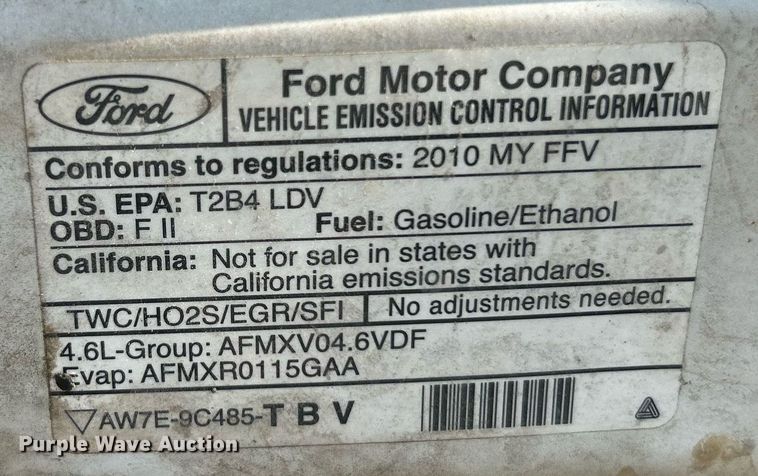 Ford
Ford Motor Company
VEHICLE EMISSION CONTROL INFORMATION
Conforms to regulations: 2010 MY FFV
U.S. EPA: T2B4 LDV
OBD: F II
Fuel: Gasoline/Ethanol
California: Not for sale in states with
California emissions standards.
TWC/HO2S/EGR/SFI
No adjustments needed.
4.6L-Group: AFMXV04.6VDF
Evap: AFMXR0115GAA
AW7E-9C485-T B V
Purple Wave Auction